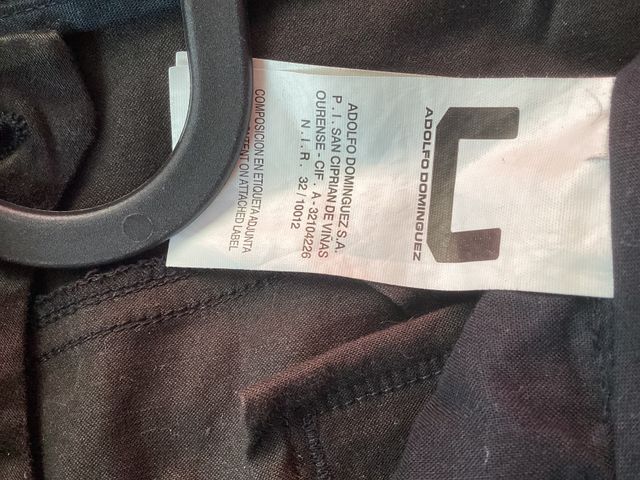 ADOLFO DOMINGUEZ
ADOLFO DOMINGUEZ S.A.
P.I. SAN CIPRIAN DE VIÑAS
OURENSE - CIF. A - 32104226
N.I.R. 32/10012
COMPOSICION EN ETIQUETA ADJUNTA
ON ATTACHED LABEL